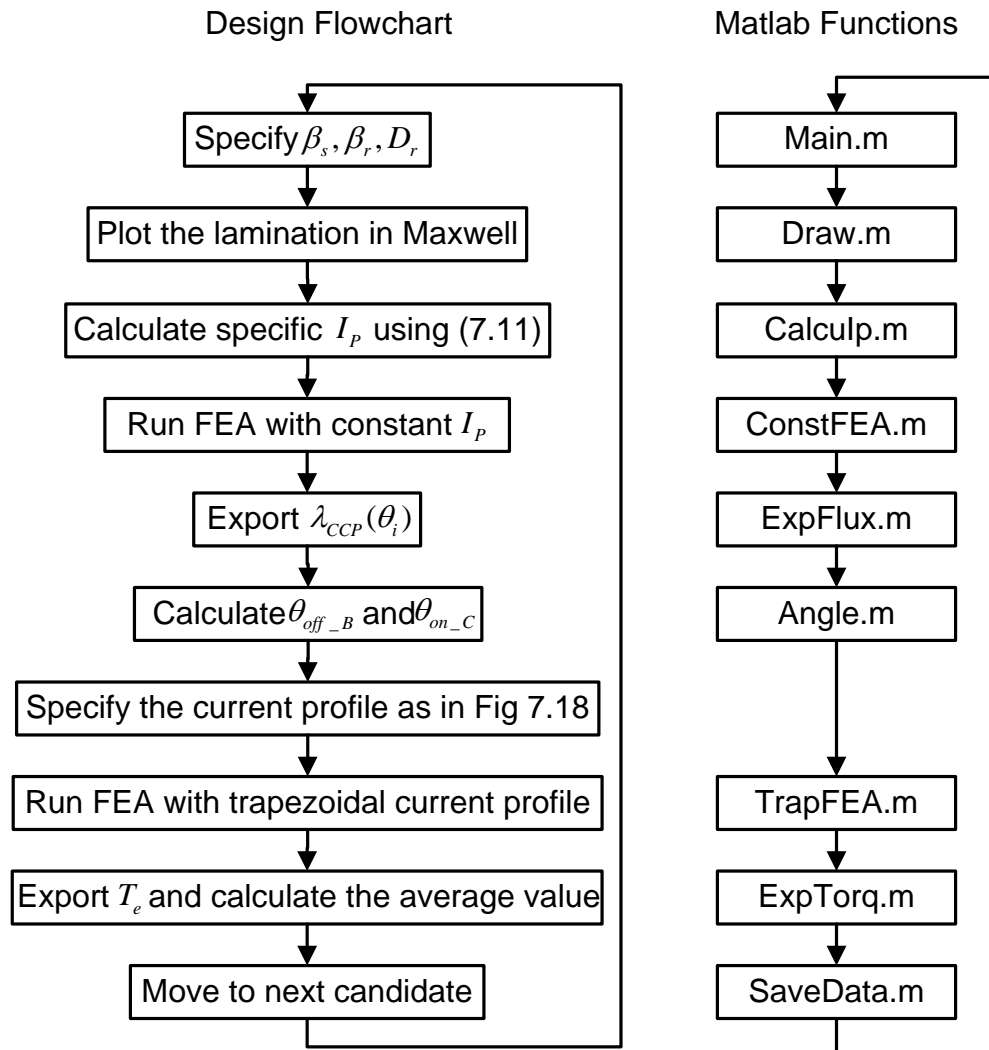 Design Flowchart
Matlab Functions
Specify β_s, β_r, D_r
Plot the lamination in Maxwell
Calculate specific I_P using (7.11)
Run FEA with constant I_P
Export λ_CCP(θ_i)
Calculate θ_off_B and θ_on_C
Specify the current profile as in Fig 7.18
Run FEA with trapezoidal current profile
Export T_e and calculate the average value
Move to next candidate
Main.m
Draw.m
CalcuIp.m
ConstFEA.m
ExpFlux.m
Angle.m
TrapFEA.m
ExpTorq.m
SaveData.m